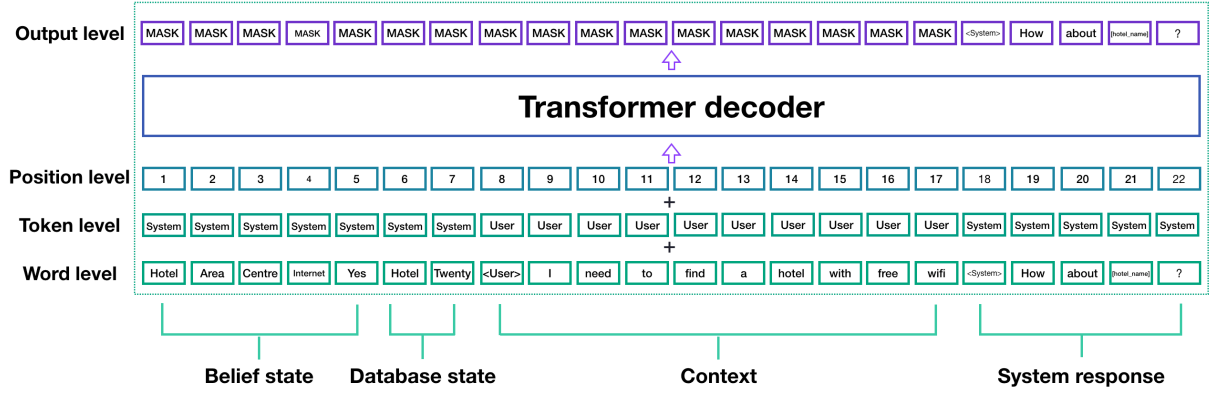 Output level MASK MASK MASK MASK MASK MASK MASK MASK MASK MASK MASK MASK MASK MASK MASK MASK MASK <System> How about [hotel_name] ?
Transformer decoder
Position level 1 2 3 4 5 6 7 8 9 10 11 12 13 14 15 16 17 18 19 20 21 22
+
Token level System System System System System System System User User User User User User User User User User System System System System System
+
Word level Hotel Area Centre Internet Yes Hotel Twenty <User> I need to find a hotel with free wifi <System> How about [hotel_name] ?
Belief state Database state Context System response